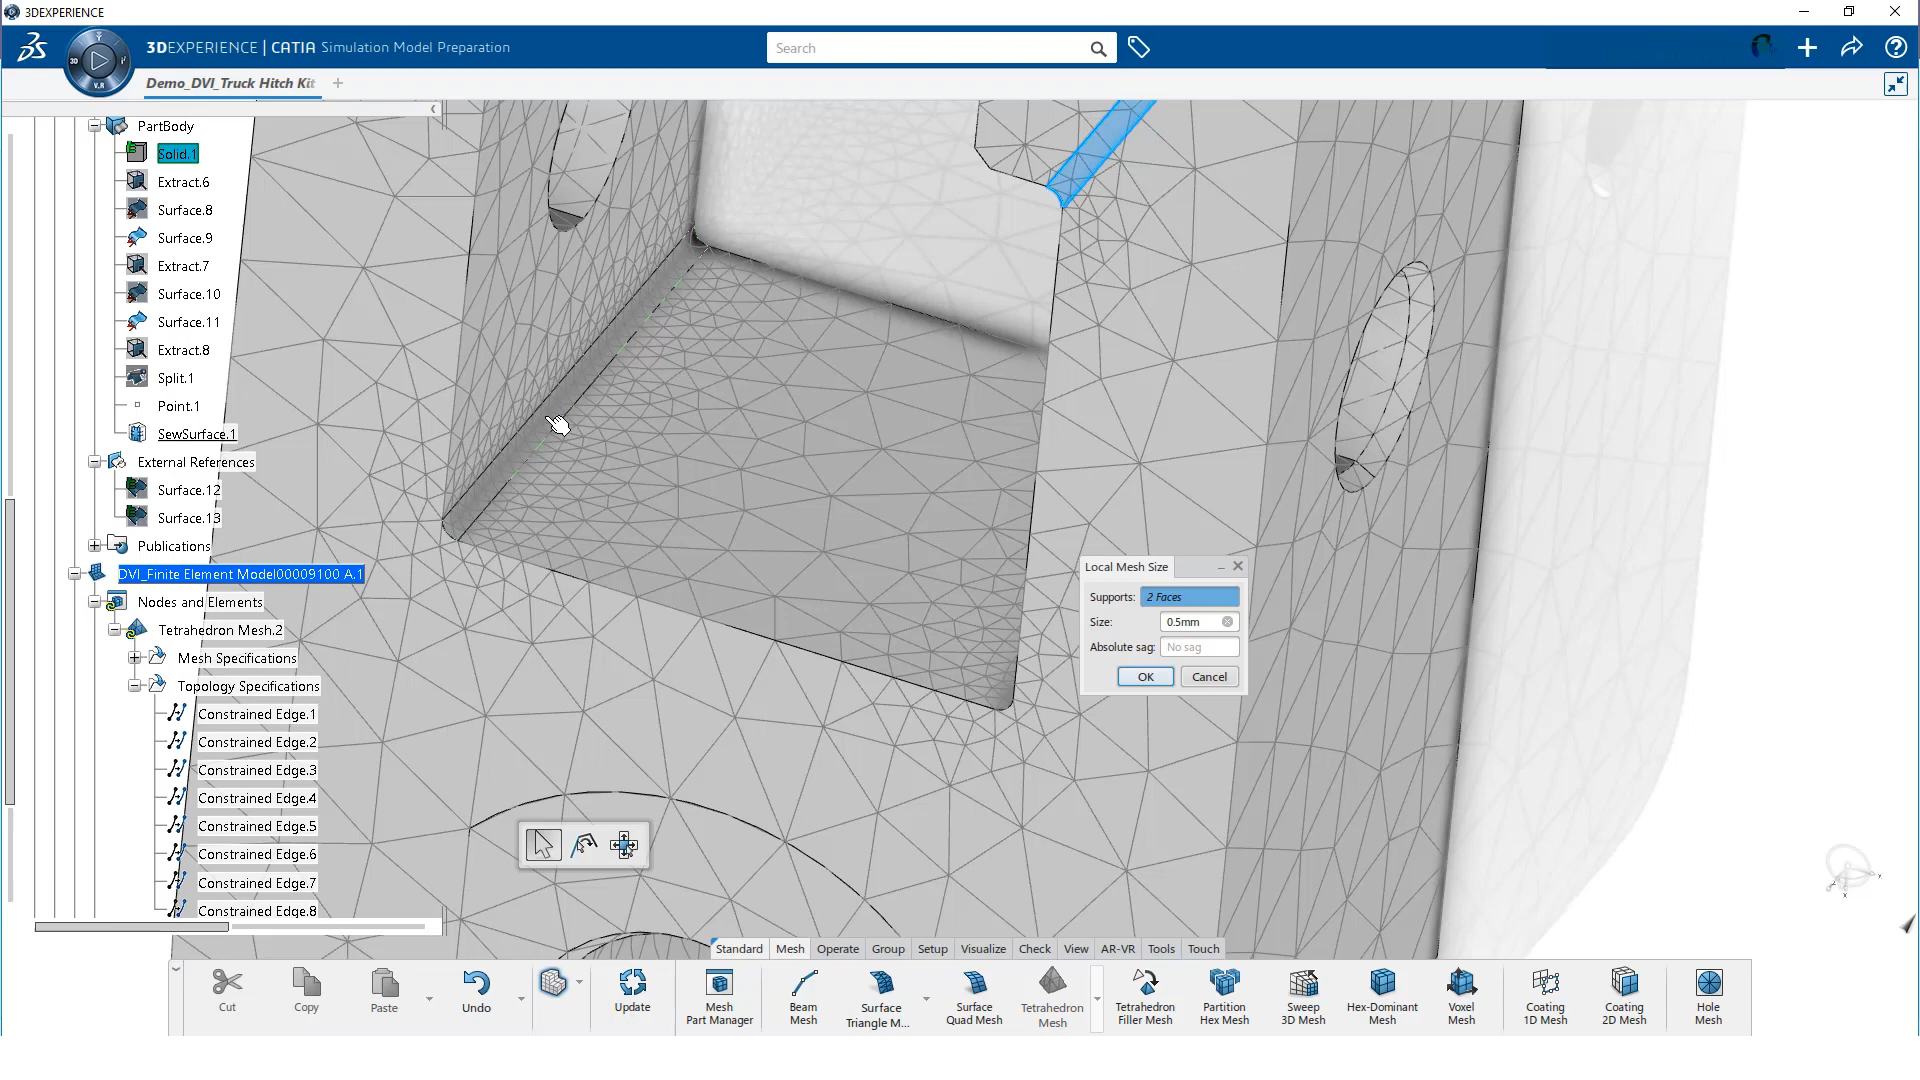 3DEXPERIENCE
3DEXPERIENCE | CATIA Simulation Model Preparation
Search
3D
V.R
Demo_DVI_Truck Hitch Kit
PartBody
Solid.1
Extract.6
Surface.8
Surface.9
Extract.7
Surface.10
Surface.11
Extract.8
Split.1
Point.1
SewSurface.1
External References
Surface.12
Surface.13
Publications
DVI_Finite Element Model00009100 A.1
Nodes and Elements
Tetrahedron Mesh.2
Mesh Specifications
Topology Specifications
Constrained Edge.1
Constrained Edge.2
Constrained Edge.3
Constrained Edge.4
Constrained Edge.5
Constrained Edge.6
Constrained Edge.7
Constrained Edge.8
Local Mesh Size
Supports: 2 Faces
Size: 0.5mm
Absolute sag: No sag
OK Cancel
Standard Mesh Operate Group Setup Visualize Check View AR-VR Tools Touch
Cut
Copy
Paste
Undo
Update
Mesh
Part Manager
Beam
Mesh
Surface
Triangle M...
Surface
Quad Mesh
Tetrahedron
Mesh
Tetrahedron
Filler Mesh
Partition
Hex Mesh
Sweep
3D Mesh
Hex-Dominant
Mesh
Voxel
Mesh
Coating
1D Mesh
Coating
2D Mesh
Hole
Mesh